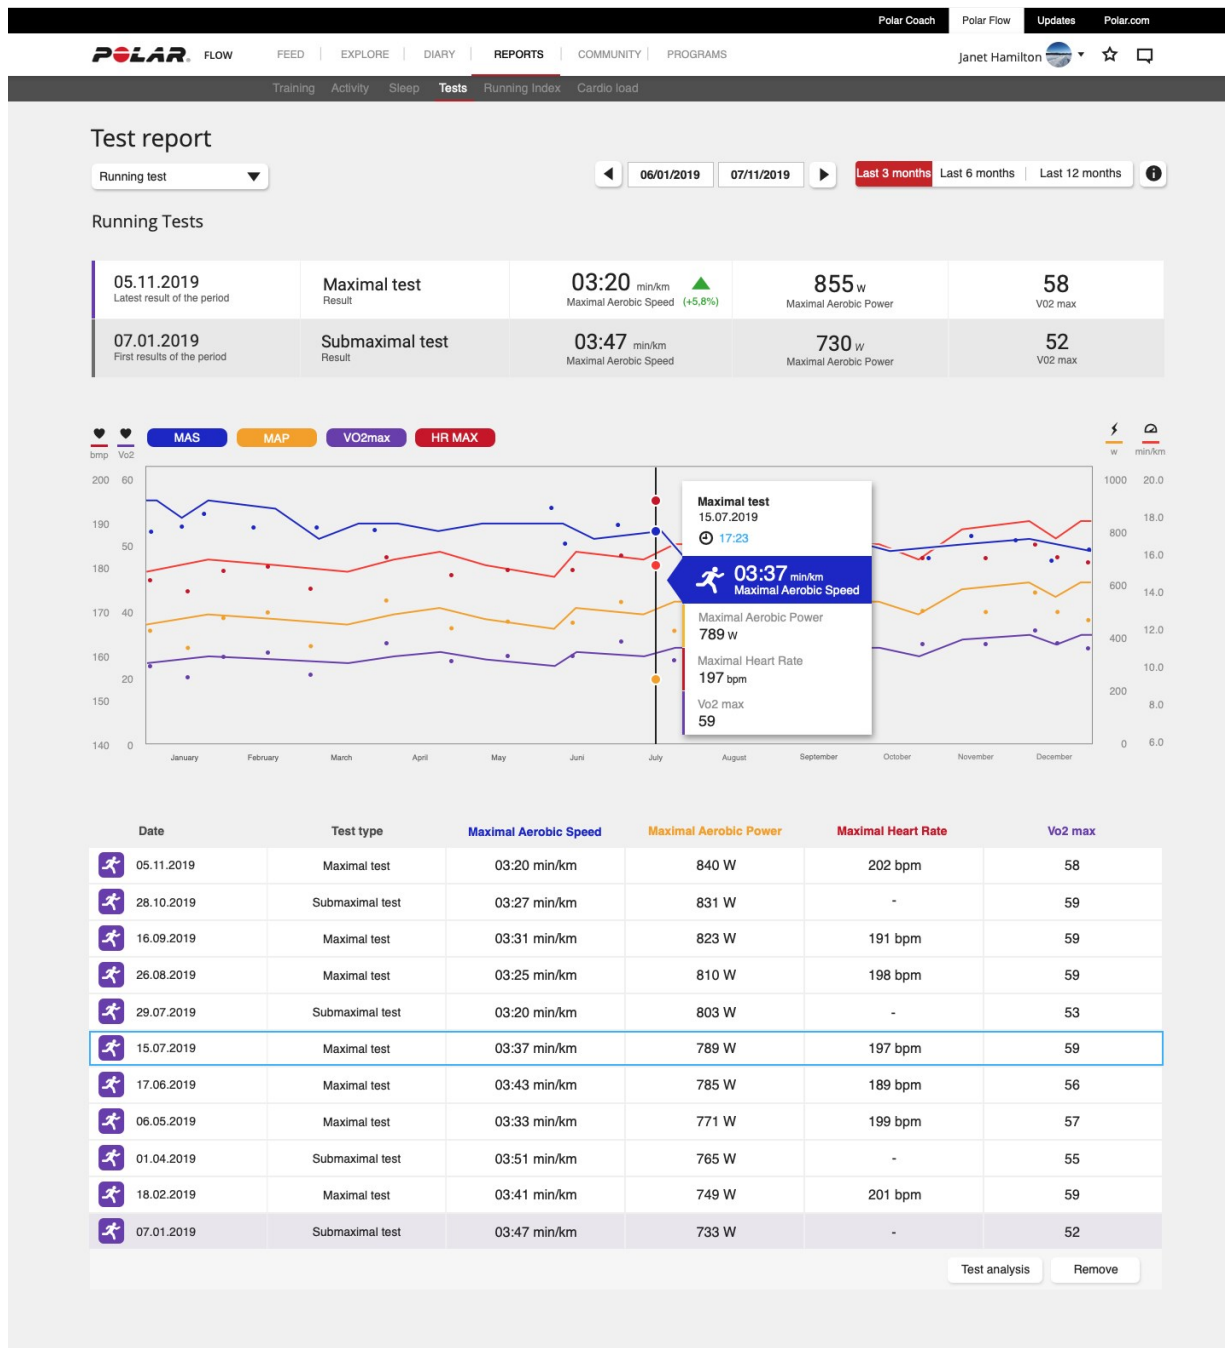 Polar Coach Polar Flow Updates Polar.com
POLAR. FLOW FEED EXPLORE DIARY REPORTS COMMUNITY PROGRAMS Janet Hamilton
Training Activity Sleep Tests Running Index Cardio load
Test report
Running test 06/01/2019 07/11/2019 Last 3 months Last 6 months Last 12 months i
Running Tests
05.11.2019 Maximal test 03:20 min/km 855 w 58
Latest result of the period Result Maximal Aerobic Speed (+5,8%) Maximal Aerobic Power V02 max
07.01.2019 Submaximal test 03:47 min/km 730 w 52
First results of the period Result Maximal Aerobic Speed Maximal Aerobic Power V02 max
MAS MAP VO2max HR MAX
bmp Vo2 w min/km
200 60 1000 20.0
190 18.0
800
50 16.0
180
600
14.0
170 40
400 12.0
160
10.0
20
200
150 8.0
140 0 0 6.0
Maximal test
15.07.2019
17:23
03:37 min/km
Maximal Aerobic Speed
Maximal Aerobic Power
789 w
Maximal Heart Rate
197 bpm
Vo2 max
59
January February March April May Juni July August September October November December
Date Test type Maximal Aerobic Speed Maximal Aerobic Power Maximal Heart Rate Vo2 max
05.11.2019 Maximal test 03:20 min/km 840 W 202 bpm 58
28.10.2019 Submaximal test 03:27 min/km 831 W - 59
16.09.2019 Maximal test 03:31 min/km 823 W 191 bpm 59
26.08.2019 Maximal test 03:25 min/km 810 W 198 bpm 59
29.07.2019 Submaximal test 03:20 min/km 803 W - 53
15.07.2019 Maximal test 03:37 min/km 789 W 197 bpm 59
17.06.2019 Maximal test 03:43 min/km 785 W 189 bpm 56
06.05.2019 Maximal test 03:33 min/km 771 W 199 bpm 57
01.04.2019 Submaximal test 03:51 min/km 765 W - 55
18.02.2019 Maximal test 03:41 min/km 749 W 201 bpm 59
07.01.2019 Submaximal test 03:47 min/km 733 W - 52
Test analysis Remove